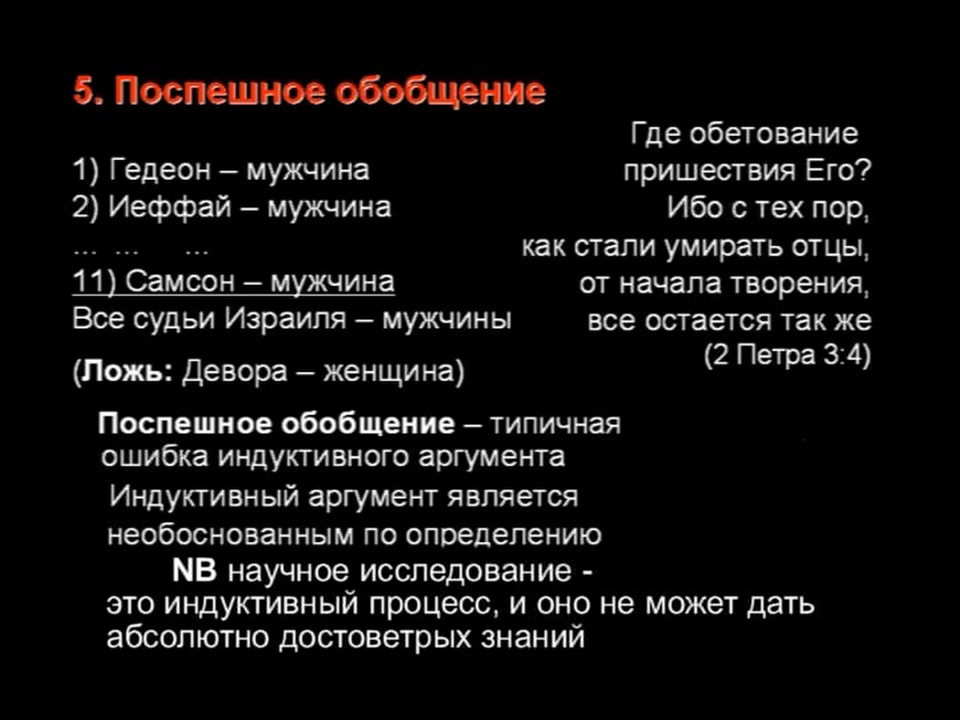 5. Поспешное обобщение
1) Гедеон – мужчина
2) Иеффай – мужчина
... ... ...
11) Самсон – мужчина
Все судьи Израиля – мужчины
(Ложь: Девора – женщина)
Где обетование
пришествия Его?
Ибо с тех пор,
как стали умирать отцы,
от начала творения,
все остается так же
(2 Петра 3:4)
Поспешное обобщение – типичная
ошибка индуктивного аргумента
Индуктивный аргумент является
необоснованным по определению
NB научное исследование -
это индуктивный процесс, и оно не может дать
абсолютно достоветрых знаний